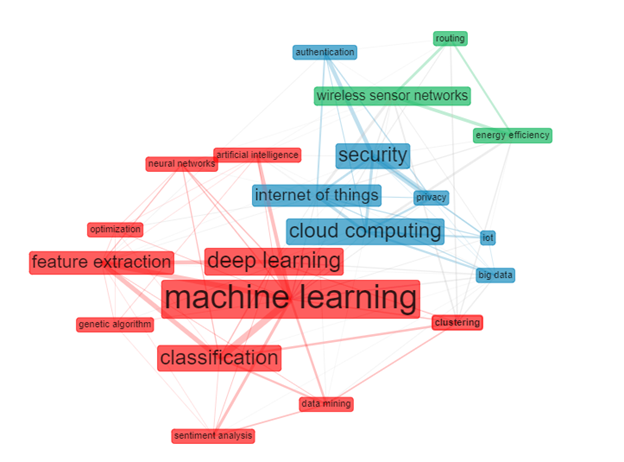 routing
authentication
wireless sensor networks
energy efficiency
security
artificial intelligence
neural networks
internet of things
privacy
optimization
cloud computing
iot
feature extraction
deep learning
big data
machine learning
genetic algorithm
clustering
classification
data mining
sentiment analysis